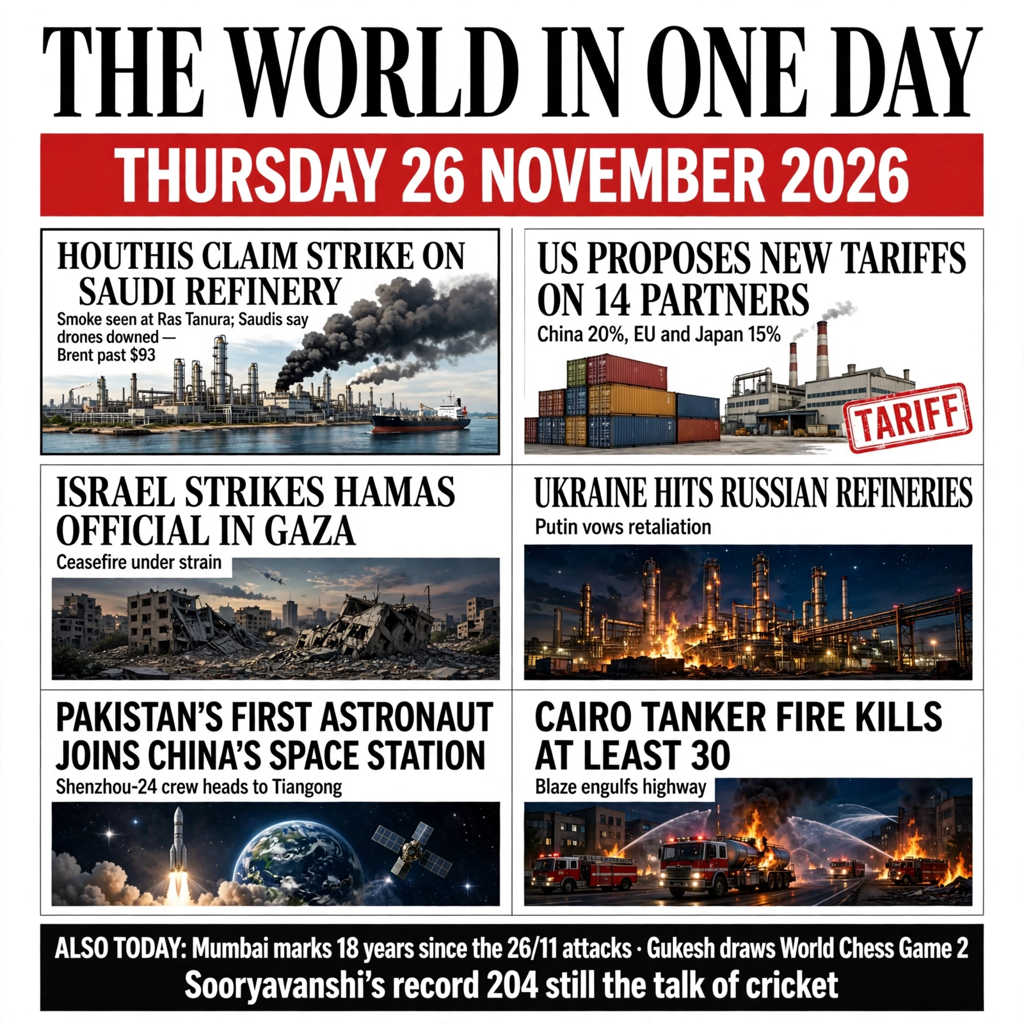 THE WORLD IN ONE DAY
THURSDAY 26 NOVEMBER 2026
HOUTHIS CLAIM STRIKE ON
SAUDI REFINERY
Smoke seen at Ras Tanura; Saudis say
drones downed —
Brent past $93
US PROPOSES NEW TARIFFS
ON 14 PARTNERS
China 20%, EU and Japan 15%
TARIFF
ISRAEL STRIKES HAMAS
OFFICIAL IN GAZA
Ceasefire under strain
UKRAINE HITS RUSSIAN REFINERIES
Putin vows retaliation
PAKISTAN'S FIRST ASTRONAUT
JOINS CHINA'S SPACE STATION
Shenzhou-24 crew heads to Tiangong
CAIRO TANKER FIRE KILLS
AT LEAST 30
Blaze engulfs highway
ALSO TODAY: Mumbai marks 18 years since the 26/11 attacks · Gukesh draws World Chess Game 2
Sooryavanshi's record 204 still the talk of cricket